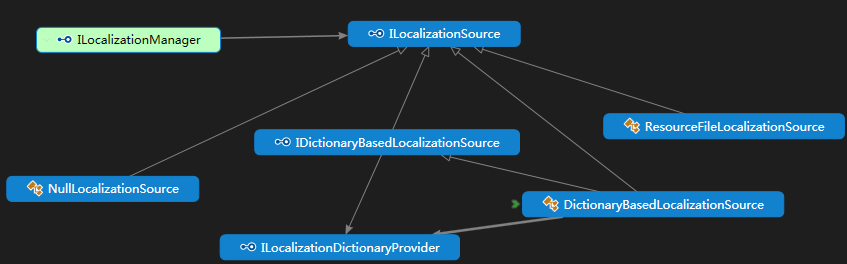 ILocalizationSource
ILocalizationManager
ResourceFileLocalizationSource
IDictionaryBasedLocalizationSource
NullLocalizationSource
DictionaryBasedLocalizationSource
ILocalizationDictionaryProvider